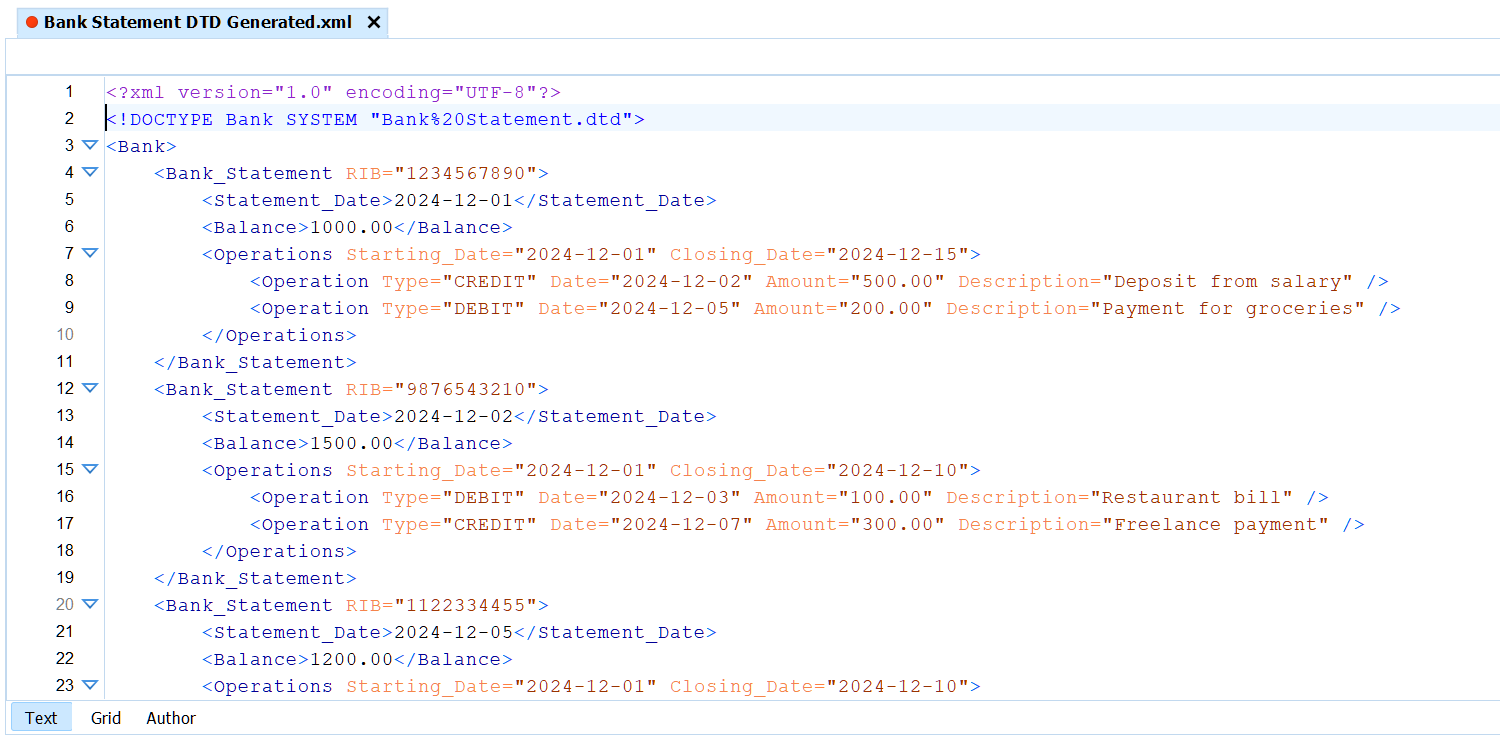 Bank Statement DTD Generated.xml ✕
1 <?xml version="1.0" encoding="UTF-8"?>
2 <!DOCTYPE Bank SYSTEM "Bank%20Statement.dtd">
3 <Bank>
4     <Bank_Statement RIB="1234567890">
5         <Statement_Date>2024-12-01</Statement_Date>
6         <Balance>1000.00</Balance>
7         <Operations Starting_Date="2024-12-01" Closing_Date="2024-12-15">
8             <Operation Type="CREDIT" Date="2024-12-02" Amount="500.00" Description="Deposit from salary" />
9             <Operation Type="DEBIT" Date="2024-12-05" Amount="200.00" Description="Payment for groceries" />
10         </Operations>
11     </Bank_Statement>
12     <Bank_Statement RIB="9876543210">
13         <Statement_Date>2024-12-02</Statement_Date>
14         <Balance>1500.00</Balance>
15         <Operations Starting_Date="2024-12-01" Closing_Date="2024-12-10">
16             <Operation Type="DEBIT" Date="2024-12-03" Amount="100.00" Description="Restaurant bill" />
17             <Operation Type="CREDIT" Date="2024-12-07" Amount="300.00" Description="Freelance payment" />
18         </Operations>
19     </Bank_Statement>
20     <Bank_Statement RIB="1122334455">
21         <Statement_Date>2024-12-05</Statement_Date>
22         <Balance>1200.00</Balance>
23         <Operations Starting_Date="2024-12-01" Closing_Date="2024-12-10">
Text Grid Author